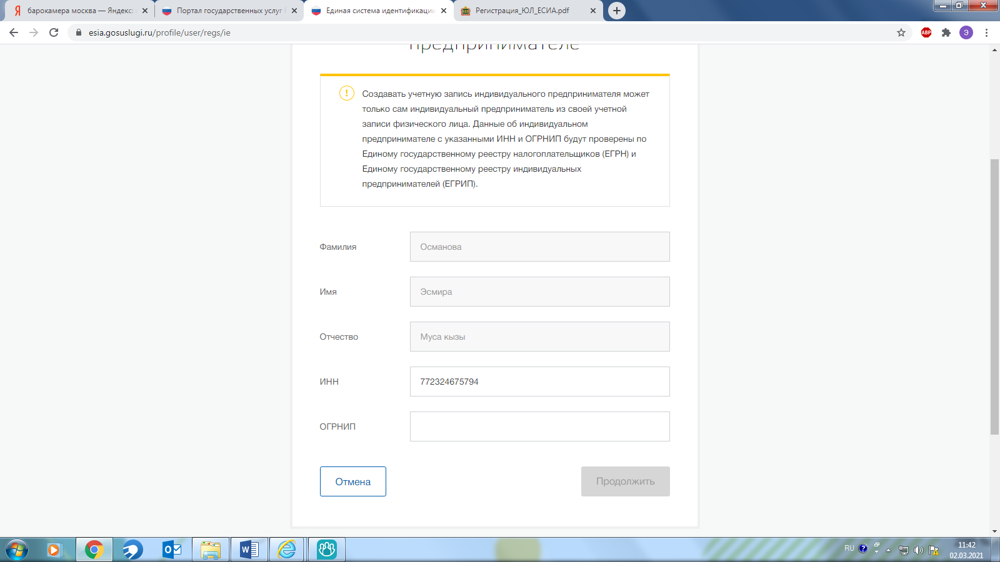 барокамера москва — Яндекс:
Портал государственных услуг
Единая система идентификации
Регистрация_ЮЛ_ЕСИА.pdf
esia.gosuslugi.ru/profile/user/regs/ie
ABP
Э
предпринимателе
Создавать учетную запись индивидуального предпринимателя может
только сам индивидуальный предприниматель из своей учетной
записи физического лица. Данные об индивидуальном
предпринимателе с указанными ИНН и ОГРНИП будут проверены по
Единому государственному реестру налогоплательщиков (ЕГРН) и
Единому государственному реестру индивидуальных
предпринимателей (ЕГРИП).
Фамилия
Османова
Имя
Эсмира
Отчество
Муса кызы
ИНН
772324675794
ОГРНИП
Отмена
Продолжить
RU
11:42
02.03.2021